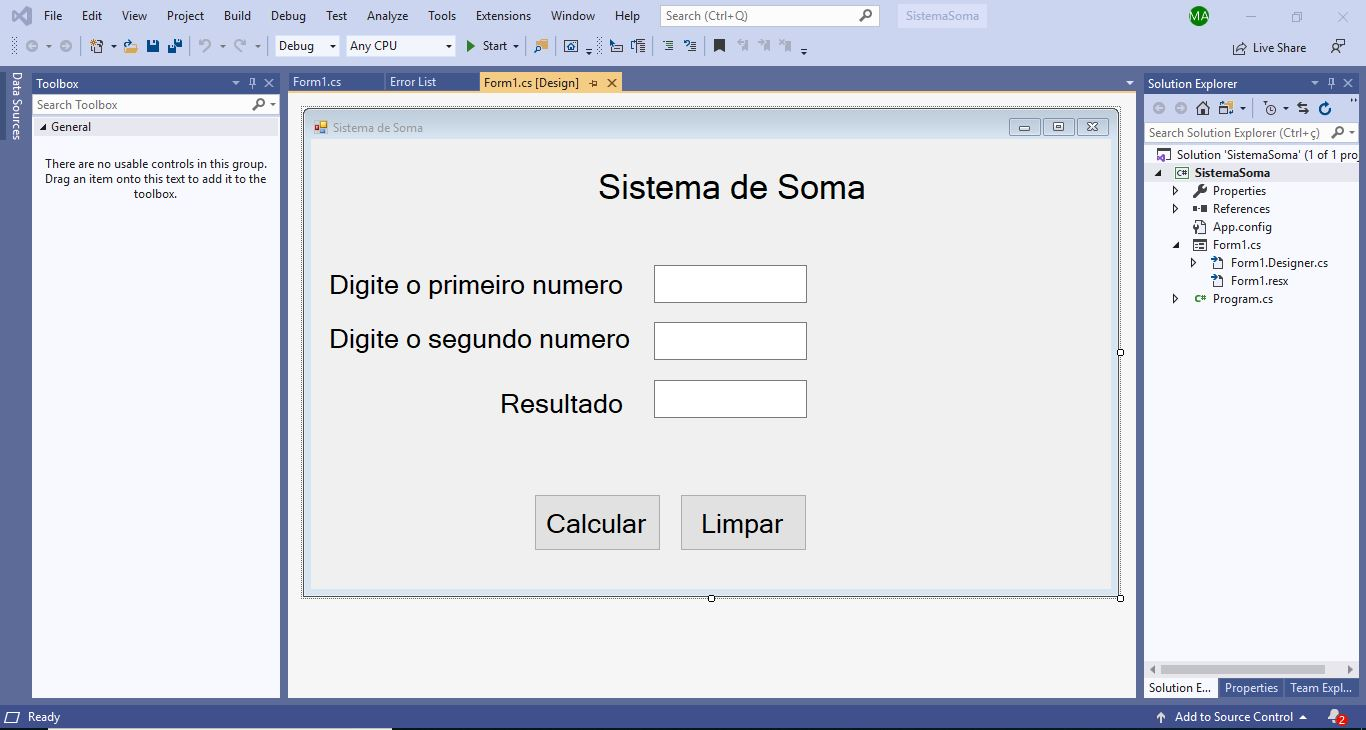 File Edit View Project Build Debug Test Analyze Tools Extensions Window Help Search (Ctrl+Q) SistemaSoma MA
Debug Any CPU Start Live Share
Data Sources
Toolbox
Search Toolbox
General
There are no usable controls in this group.
Drag an item onto this text to add it to the
toolbox.
Form1.cs Error List Form1.cs [Design]
Sistema de Soma
Sistema de Soma
Digite o primeiro numero
Digite o segundo numero
Resultado
Calcular Limpar
Solution Explorer
Search Solution Explorer (Ctrl+ç)
Solution 'SistemaSoma' (1 of 1 pro
C# SistemaSoma
Properties
References
App.config
Form1.cs
Form1.Designer.cs
Form1.resx
C# Program.cs
Solution E... Properties Team Expl...
Ready Add to Source Control 2